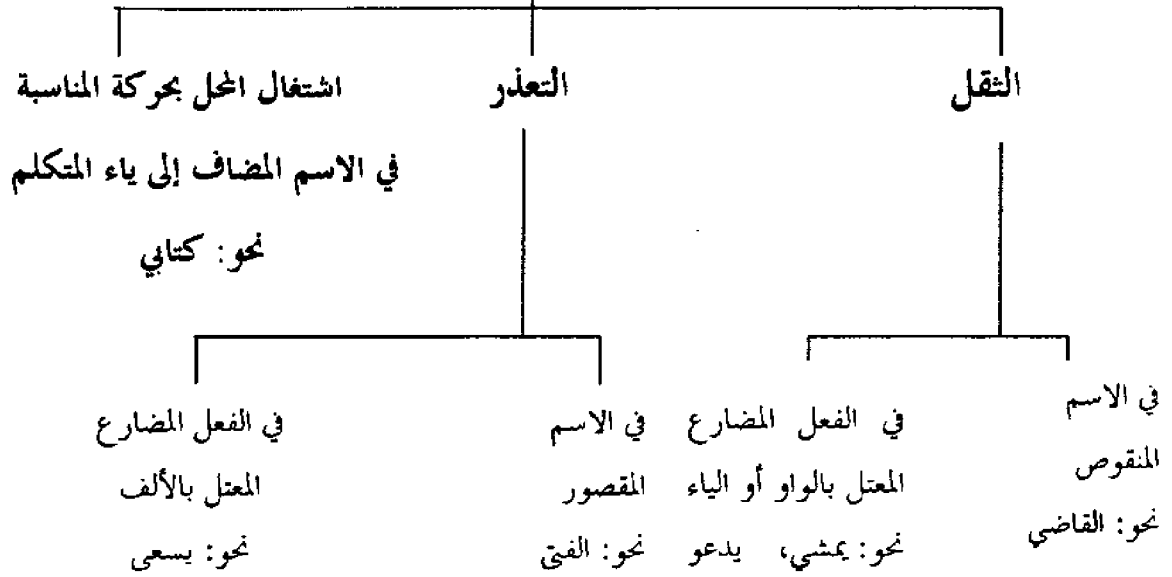 الثقل
التعذر
اشتغال المحل بحركة المناسبة
في الاسم المضاف إلى ياء المتكلم
نحو: كتابي
في الاسم
المنقوص
نحو: القاضي
في الفعل المضارع
المعتل بالواو أو الياء
نحو: يمشي، يدعو
في الاسم
المقصور
نحو: الفتى
في الفعل المضارع
المعتل بالألف
نحو: يسعى